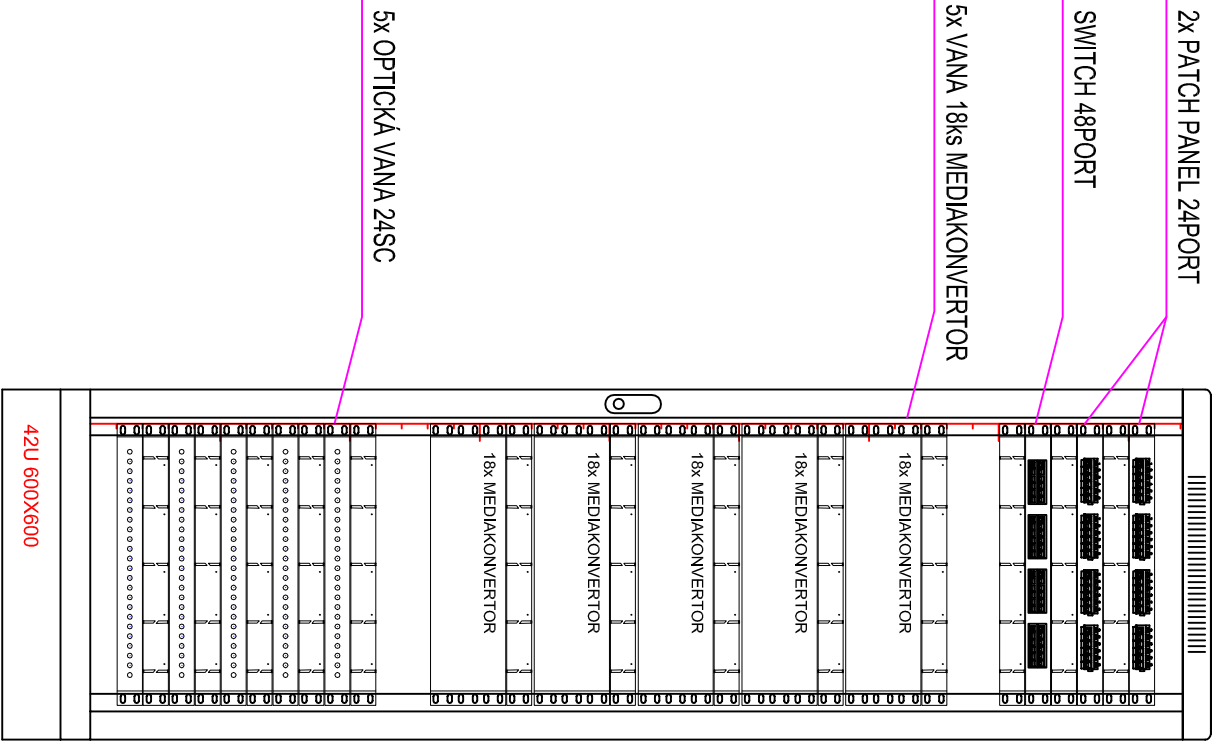 2x PATCH PANEL 24PORT
SWITCH 48PORT
5x VANA 18ks MEDIAKONVERTOR
5x OPTICKÁ VANA 24SC
18x MEDIAKONVERTOR
18x MEDIAKONVERTOR
18x MEDIAKONVERTOR
18x MEDIAKONVERTOR
18x MEDIAKONVERTOR
42U 600X600